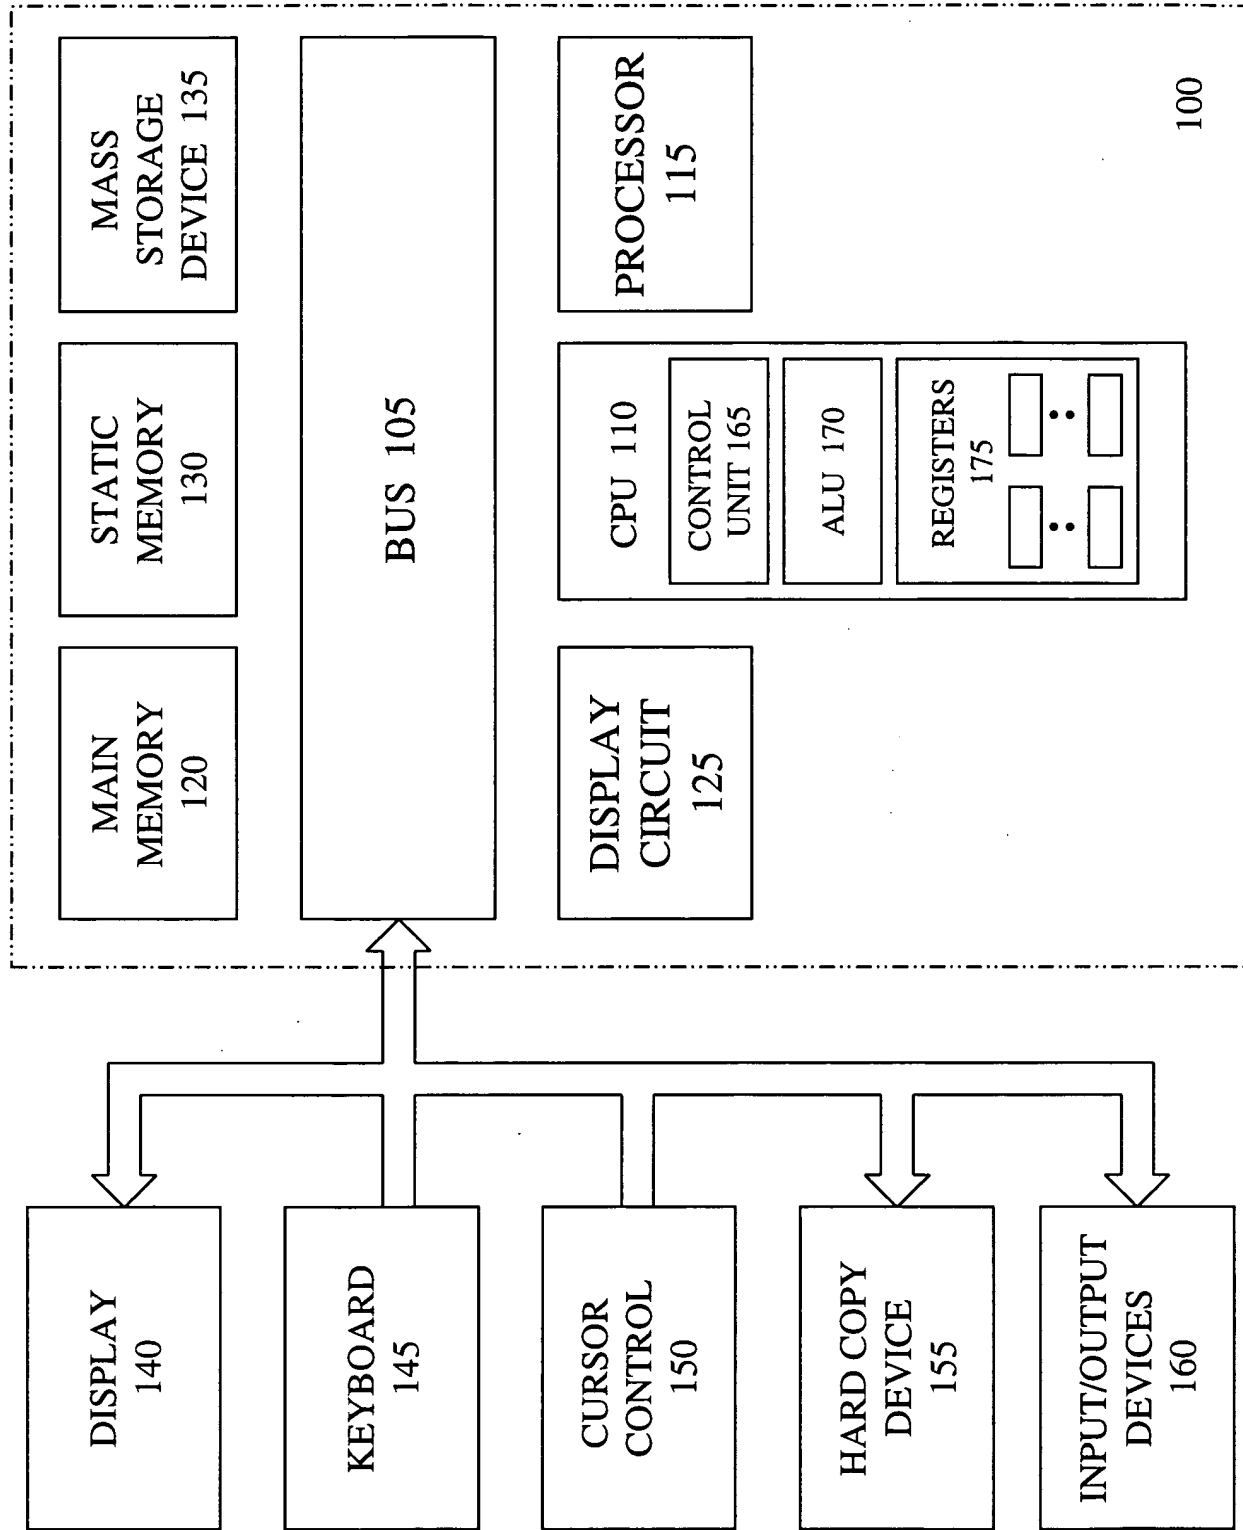 DISPLAY
140
KEYBOARD
145
CURSOR
CONTROL
150
HARD COPY
DEVICE
155
INPUT/OUTPUT
DEVICES
160
MAIN
MEMORY
120
STATIC
MEMORY
130
MASS
STORAGE
DEVICE 135
BUS 105
DISPLAY
CIRCUIT
125
CPU 110
CONTROL
UNIT 165
ALU 170
REGISTERS
175
PROCESSOR
115
100